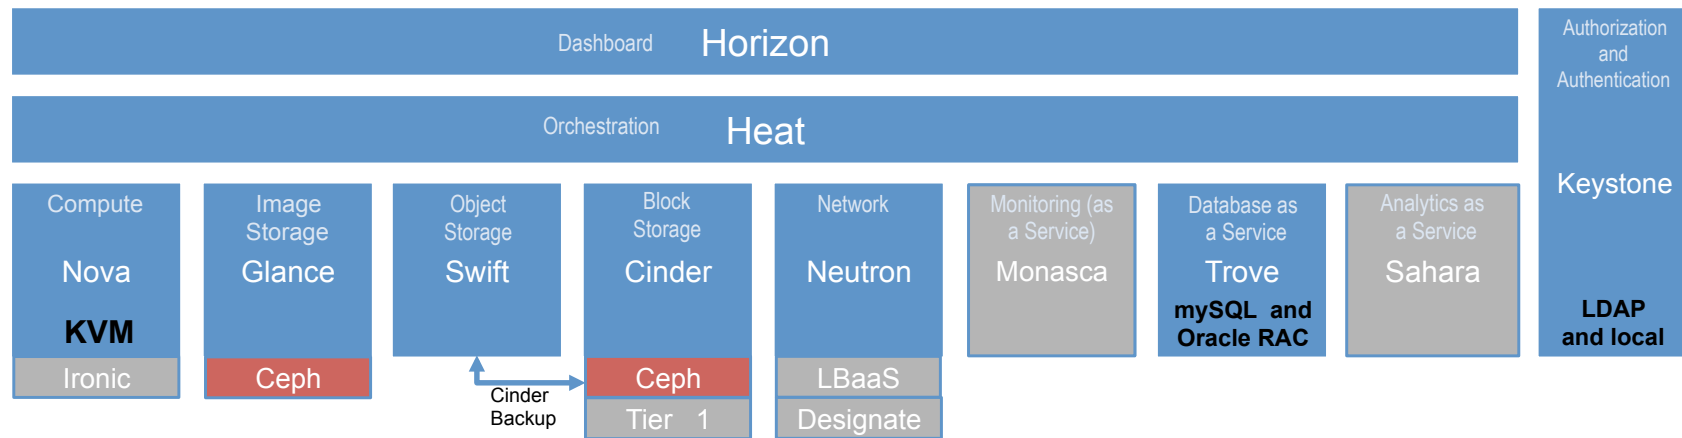 Dashboard Horizon
Orchestration Heat
Authorization
and
Authentication
Keystone
LDAP
and local
Compute
Nova
KVM
Ironic
Image
Storage
Glance
Ceph
Object
Storage
Swift
Cinder
Backup
Block
Storage
Cinder
Ceph
Tier 1
Network
Neutron
LBaaS
Designate
Monitoring (as
a Service)
Monasca
Database as
a Service
Trove
mySQL and
Oracle RAC
Analytics as
a Service
Sahara